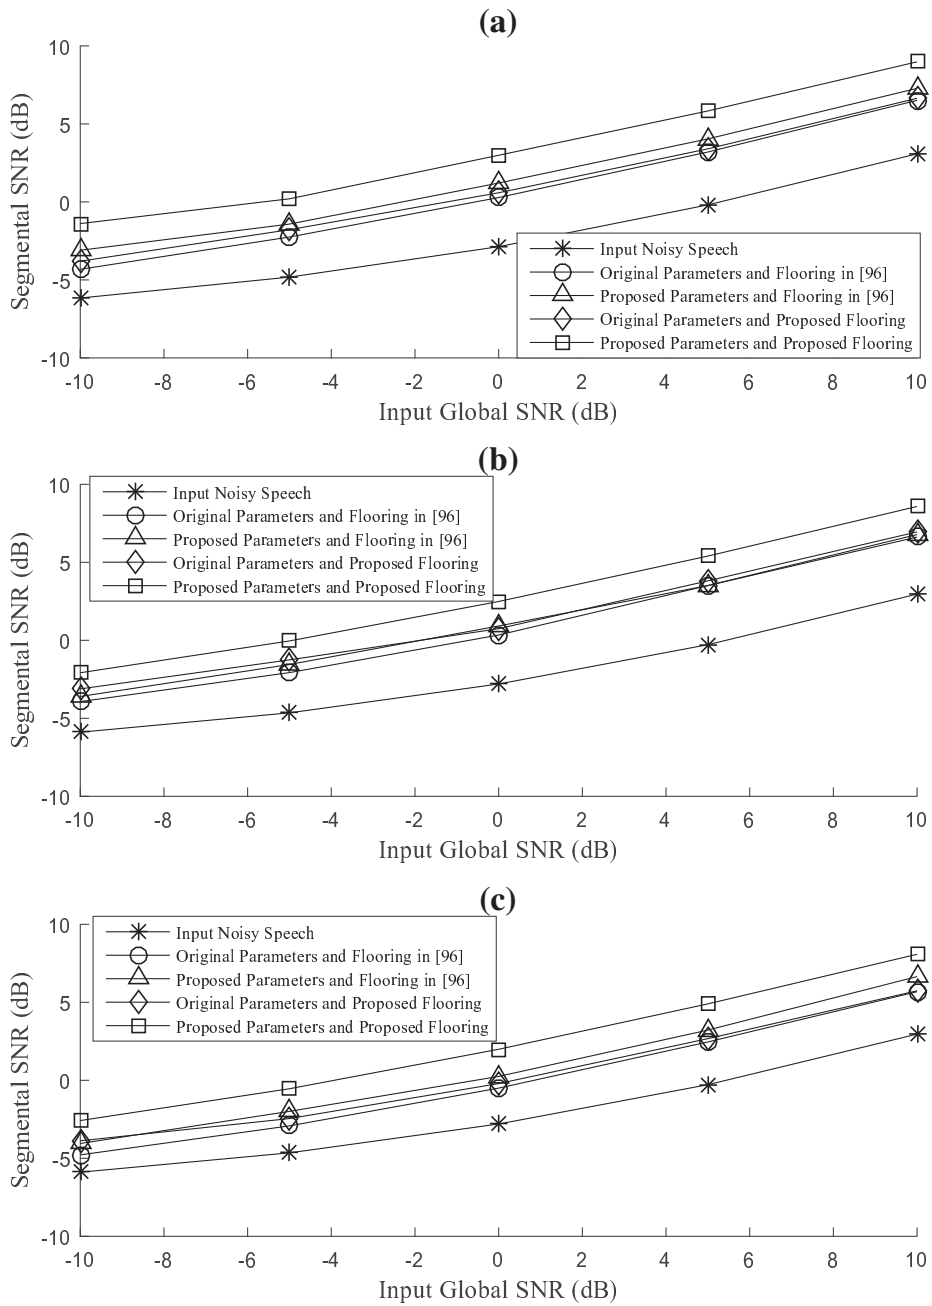 (a)
10
5
0
-5
-10
Segmental SNR (dB)
Input Noisy Speech
Original Parameters and Flooring in [96]
Proposed Parameters and Flooring in [96]
Original Parameters and Proposed Flooring
Proposed Parameters and Proposed Flooring
-10 -8 -6 -4 -2 0 2 4 6 8 10
Input Global SNR (dB)
(b)
10
5
0
-5
-10
Segmental SNR (dB)
Input Noisy Speech
Original Parameters and Flooring in [96]
Proposed Parameters and Flooring in [96]
Original Parameters and Proposed Flooring
Proposed Parameters and Proposed Flooring
-10 -8 -6 -4 -2 0 2 4 6 8 10
Input Global SNR (dB)
(c)
10
5
0
-5
-10
Segmental SNR (dB)
Input Noisy Speech
Original Parameters and Flooring in [96]
Proposed Parameters and Flooring in [96]
Original Parameters and Proposed Flooring
Proposed Parameters and Proposed Flooring
-10 -8 -6 -4 -2 0 2 4 6 8 10
Input Global SNR (dB)